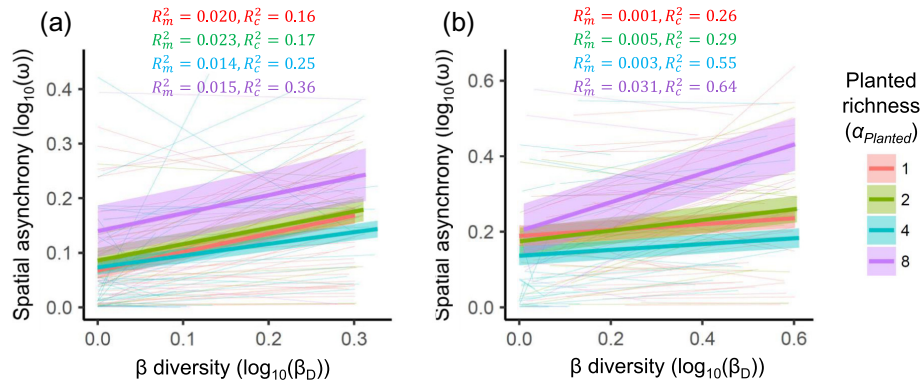 (a)
R²m = 0.020, R²c = 0.16
R²m = 0.023, R²c = 0.17
R²m = 0.014, R²c = 0.25
R²m = 0.015, R²c = 0.36
Spatial asynchrony (log₁₀(ω))
0.4
0.3
0.2
0.1
0.0
0.0 0.1 0.2 0.3
β diversity (log₁₀(β_D))
(b)
R²m = 0.001, R²c = 0.26
R²m = 0.005, R²c = 0.29
R²m = 0.003, R²c = 0.55
R²m = 0.031, R²c = 0.64
Spatial asynchrony (log₁₀(ω))
0.6
0.4
0.2
0.0
0.0 0.2 0.4 0.6
β diversity (log₁₀(β_D))
Planted
richness
(α_Planted)
1
2
4
8